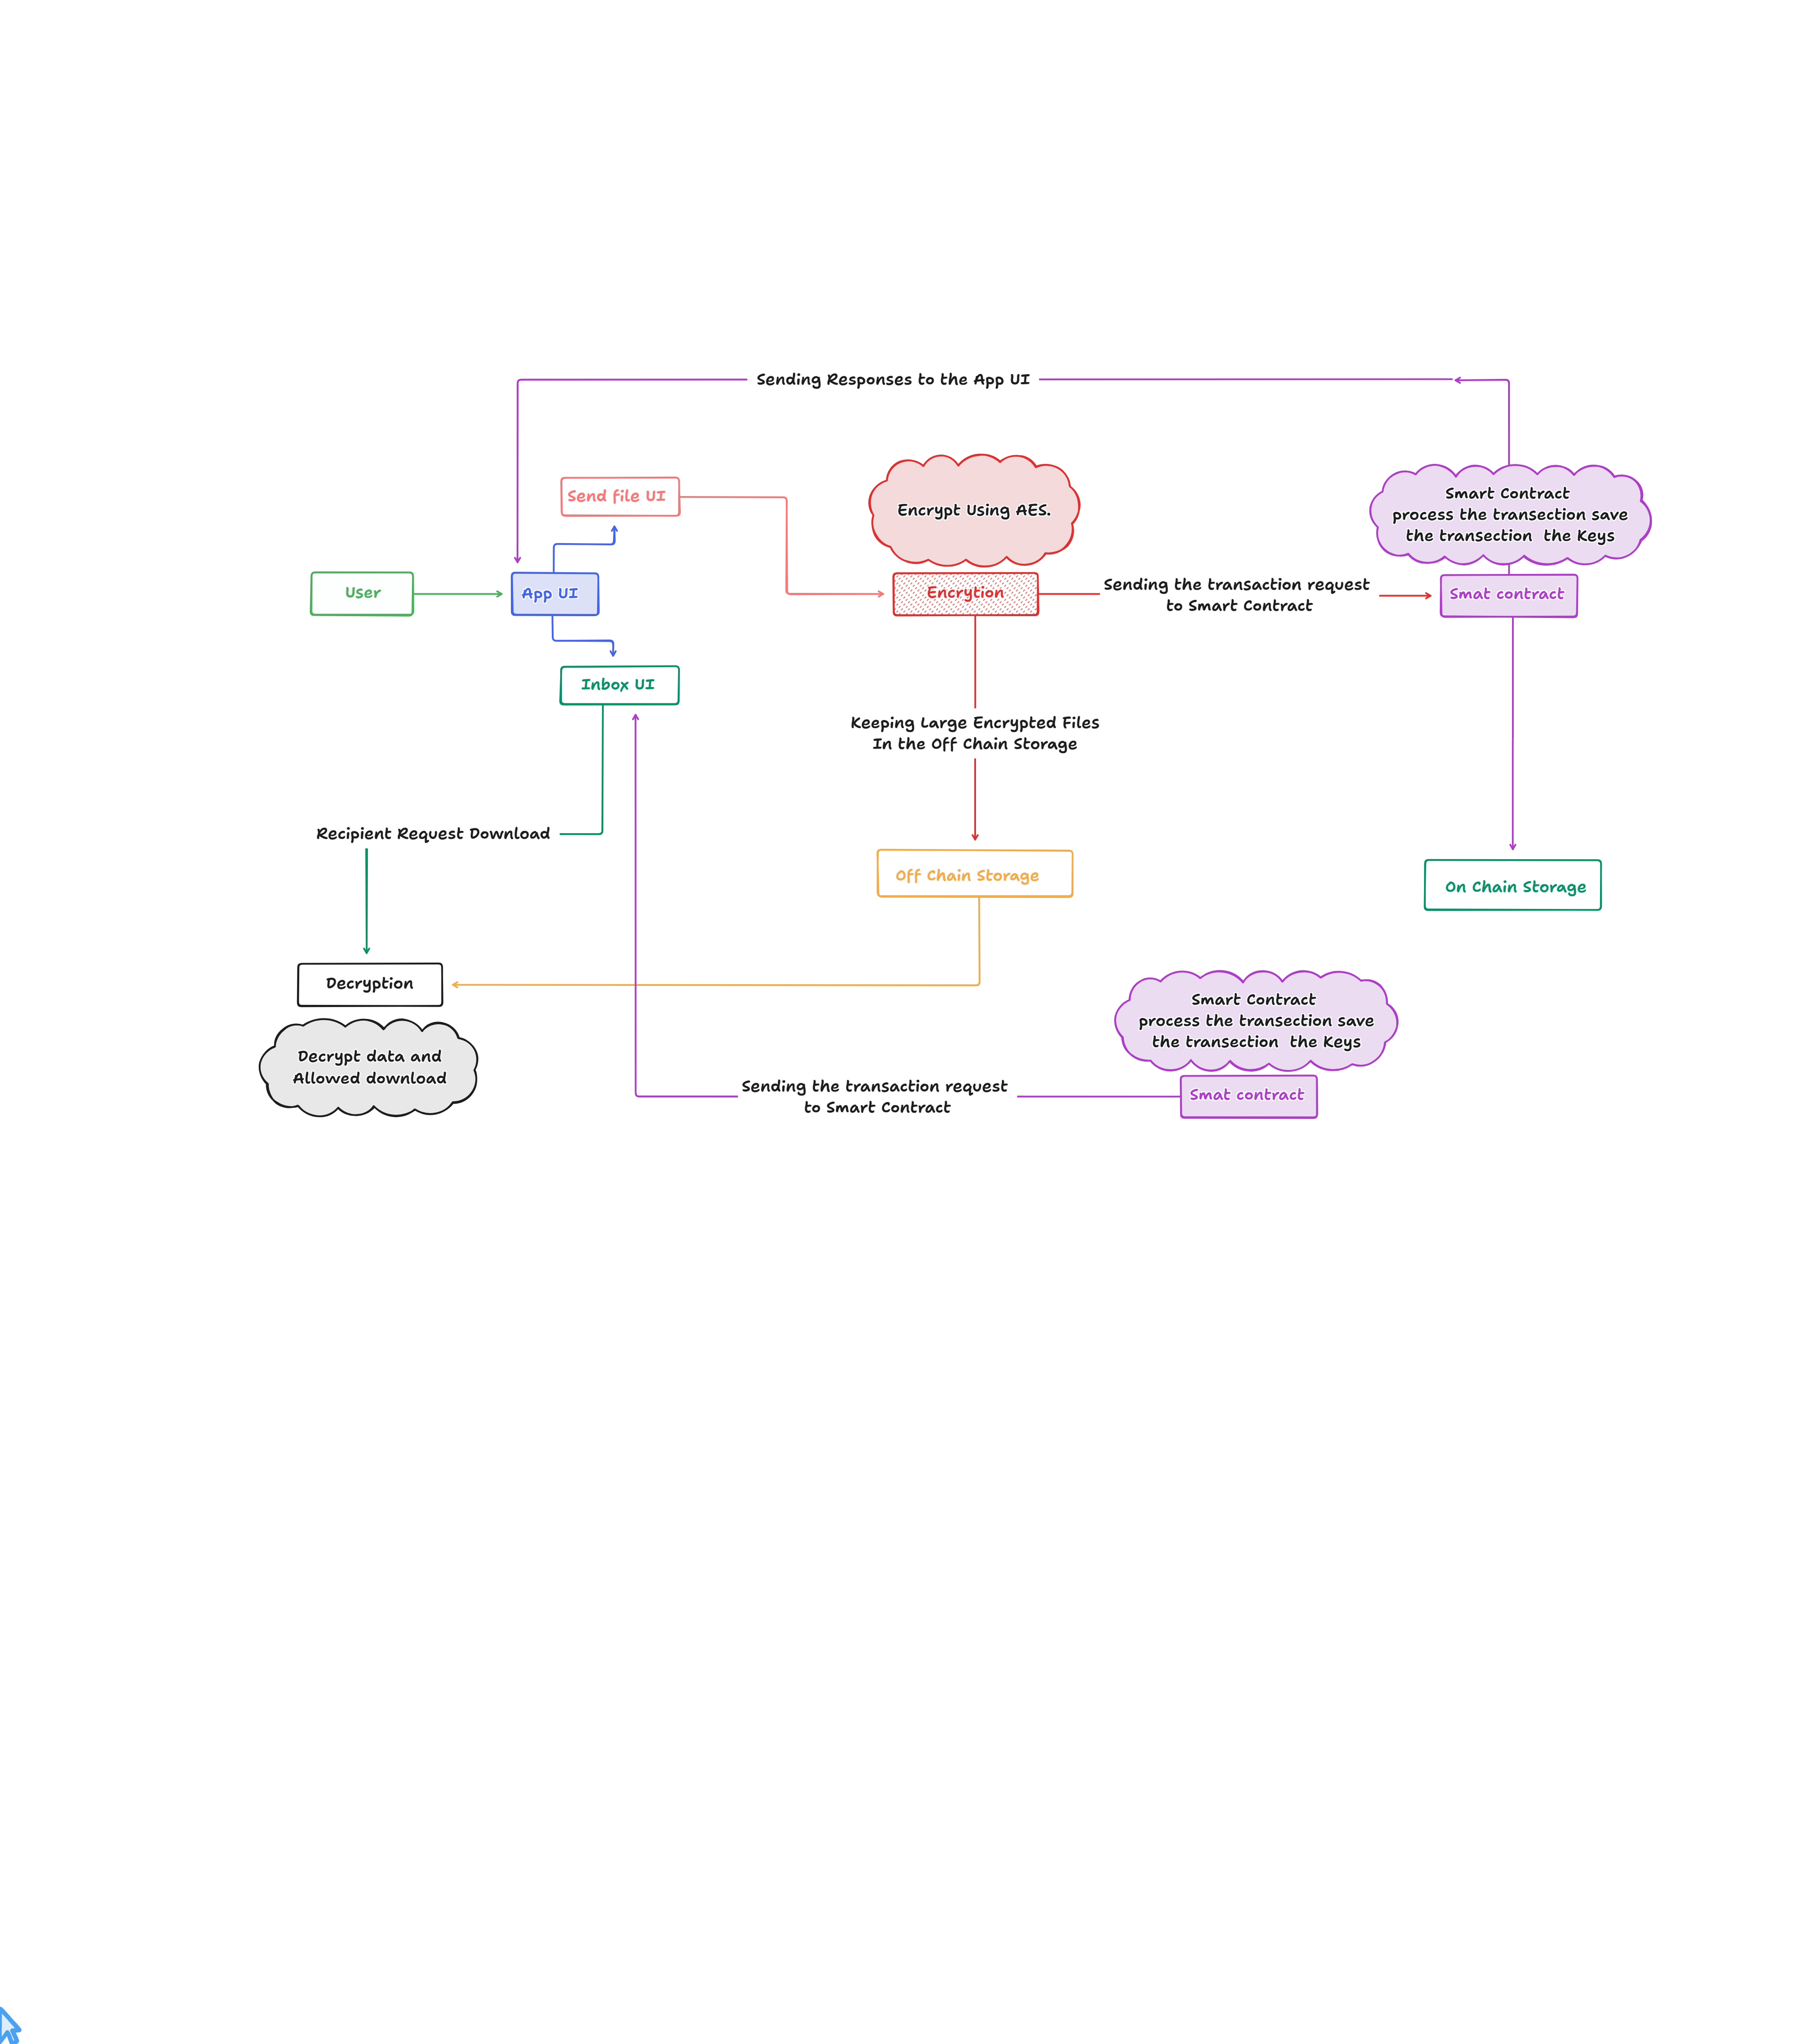 Sending Responses to the App UI
Send file UI
Encrypt Using AES.
Smart Contract
process the transection save
the transection the Keys
User
App UI
Encrytion
Sending the transaction request
to Smart Contract
Smat contract
Inbox UI
Keeping Large Encrypted Files
In the Off Chain Storage
Recipient Request Download
Off Chain Storage
On Chain Storage
Decryption
Decrypt data and
Allowed download
Smart Contract
process the transection save
the transection the Keys
Sending the transaction request
to Smart Contract
Smat contract